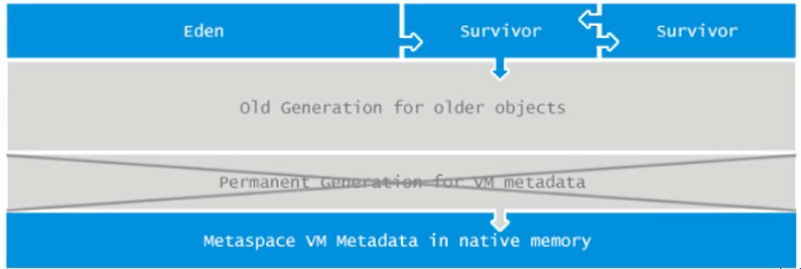 Eden
Survivor
Survivor
Old Generation for older objects
Permanent Generation for VM metadata
Metaspace VM Metadata in native memory